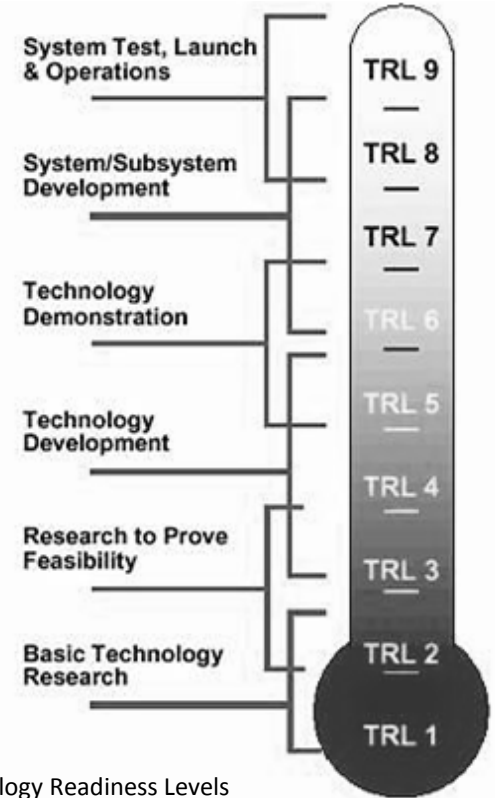 System Test, Launch
& Operations
System/Subsystem
Development
Technology
Demonstration
Technology
Development
Research to Prove
Feasibility
Basic Technology
Research
TRL 9
TRL 8
TRL 7
TRL 6
TRL 5
TRL 4
TRL 3
TRL 2
TRL 1
Readiness Levels